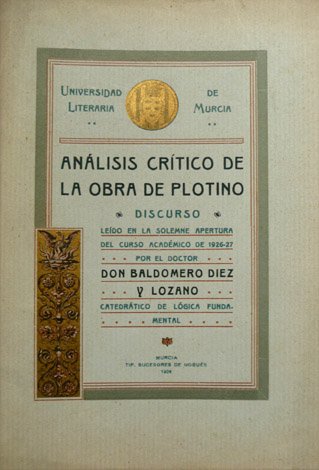 UNIVERSIDAD DE
LITERARIA MURCIA
ANÁLISIS CRÍTICO DE
LA OBRA DE PLOTINO
DISCURSO
LEÍDO EN LA SOLEMNE APERTURA
DEL CURSO ACADÉMICO DE 1926-27
POR EL DOCTOR
DON BALDOMERO DIEZ
Y LOZANO
CATEDRÁTICO DE LÓGICA FUNDA-
MENTAL
MURCIA
TIP. SUCESORES DE NOGUÉS
1926